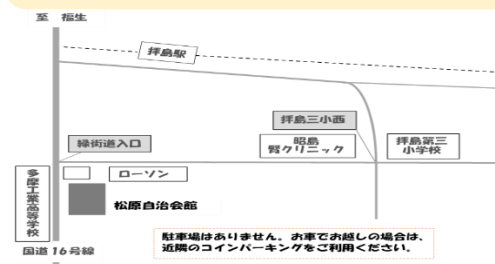 至 福生
拝島駅
拝島三小西
緑街道入口
昭島
腎クリニック
拝島第三
小学校
ローソン
多摩工業高等学校
松原自治会館
駐車場はありません。お車でお越しの場合は、
近隣のコインパーキングをご利用ください。
国道16号線